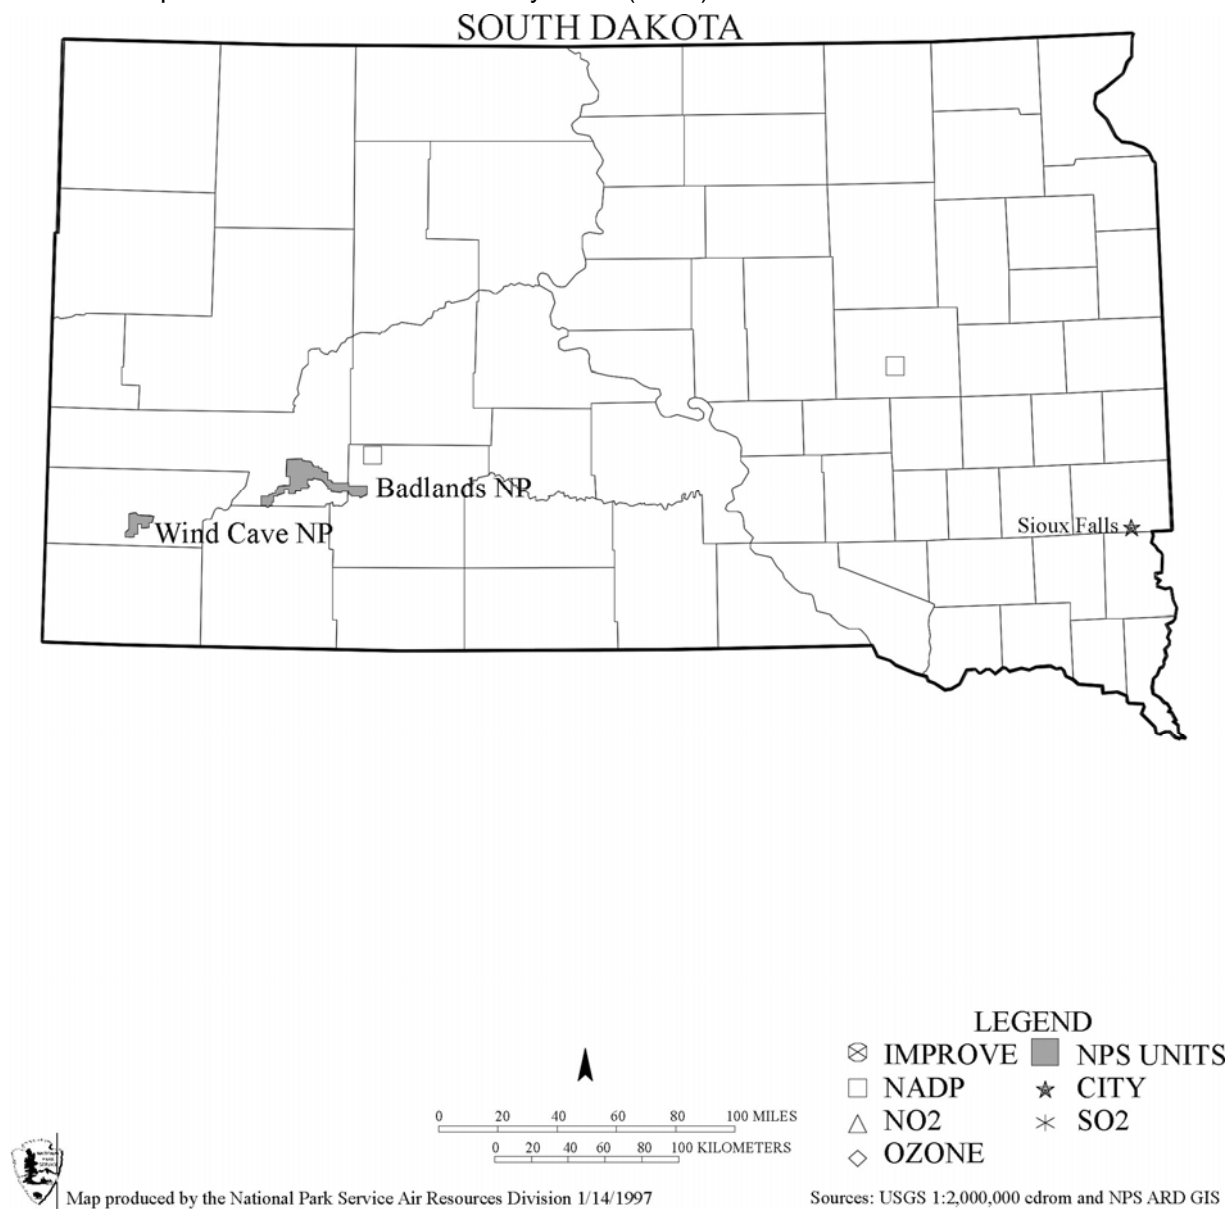 SOUTH DAKOTA
Badlands NP
Wind Cave NP
Sioux Falls
LEGEND
IMPROVE NPS UNITS
NADP CITY
NO2 SO2
OZONE
0 20 40 60 80 100 MILES
0 20 40 60 80 100 KILOMETERS
Map produced by the National Park Service Air Resources Division 1/14/1997
Sources: USGS 1:2,000,000 cdrom and NPS ARD GIS